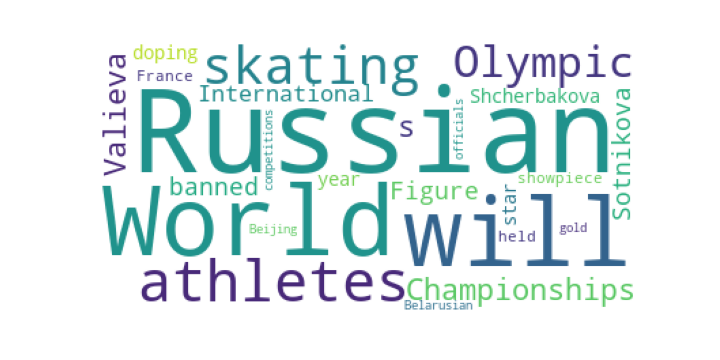 doping
skating
Olympic
France
Valieva
International
Shcherbakova
Russian
s
officials
competitions
Sotnikova
banned
year
Figure
showpiece
World
will
star
Beijing
held
gold
athletes
Championships
Belarusian